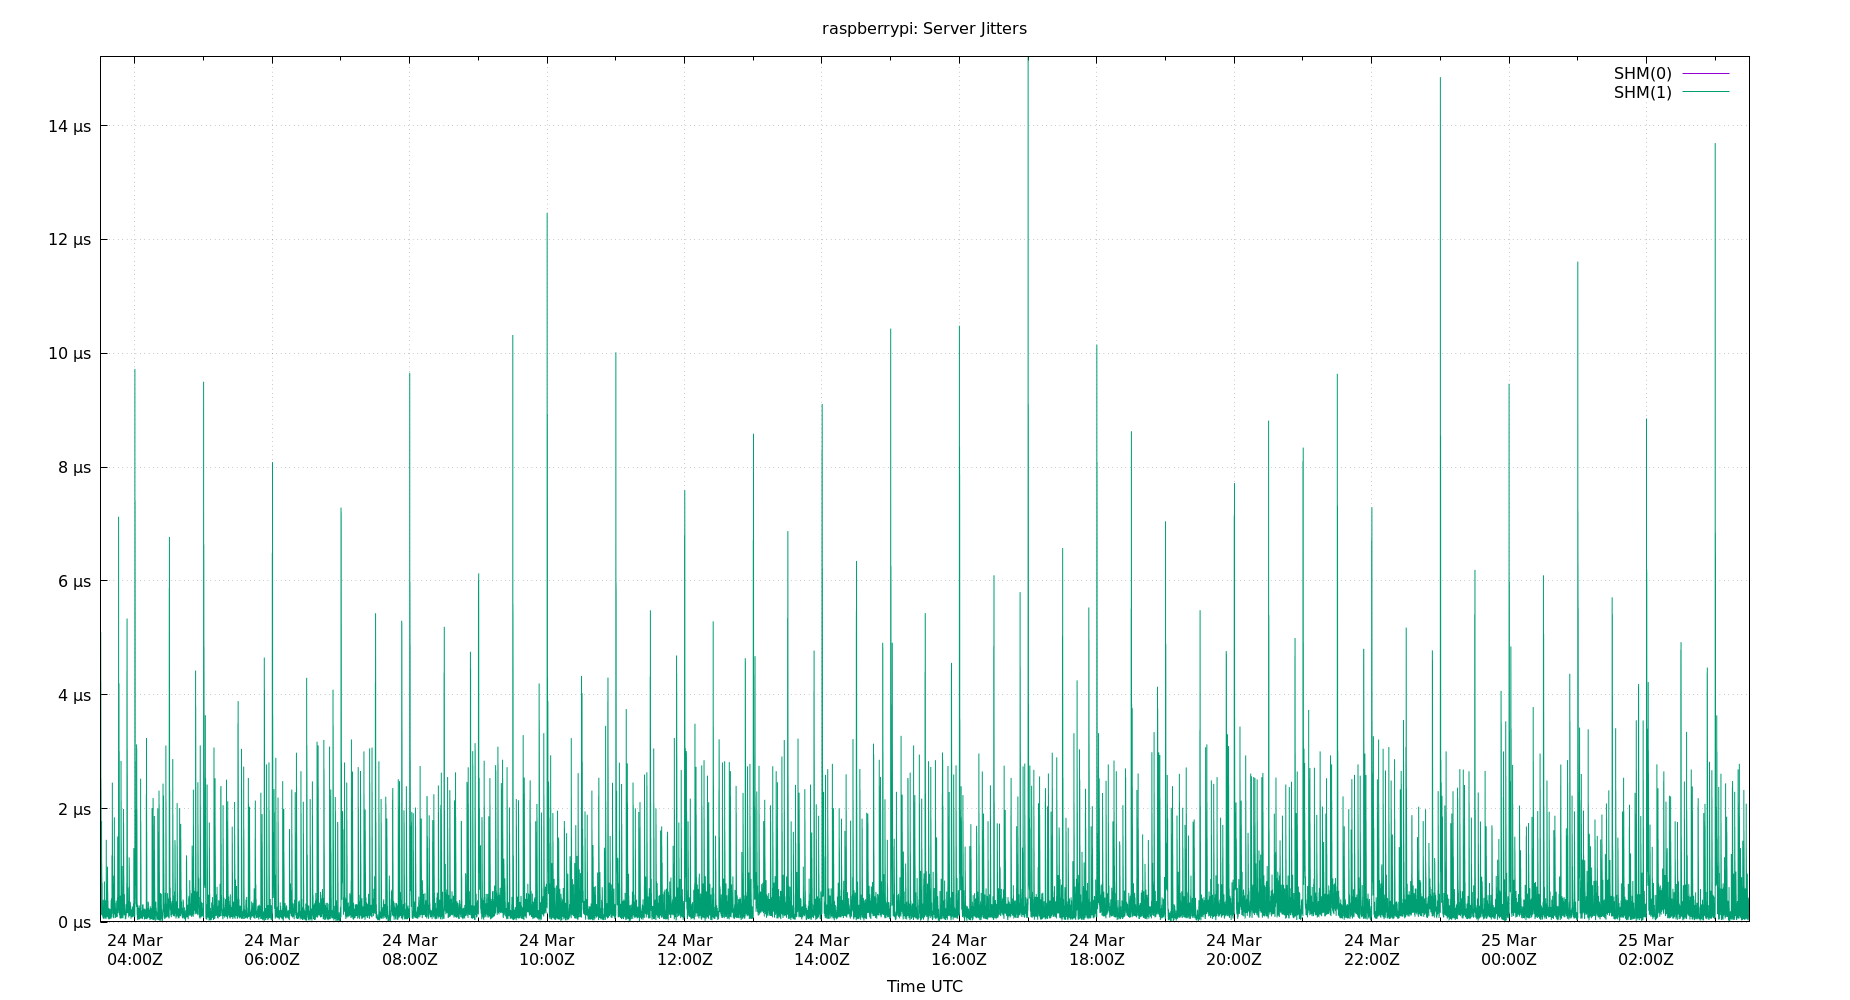 raspberrypi: Server Jitters
SHM(0)
SHM(1)
14 µs
12 µs
10 µs
8 µs
6 µs
4 µs
2 µs
0 µs
24 Mar 24 Mar 24 Mar 24 Mar 24 Mar 24 Mar 24 Mar 24 Mar 24 Mar 24 Mar 25 Mar 25 Mar
04:00Z 06:00Z 08:00Z 10:00Z 12:00Z 14:00Z 16:00Z 18:00Z 20:00Z 22:00Z 00:00Z 02:00Z
Time UTC